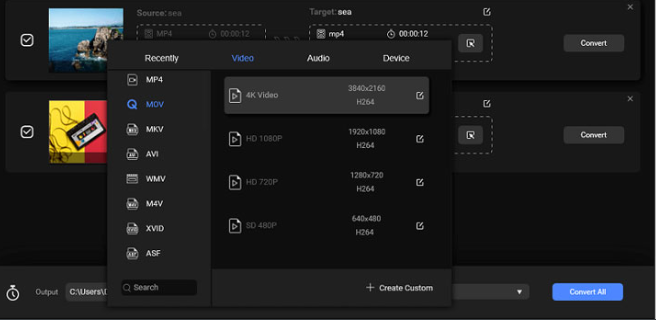 Source: sea
Target: sea
MP4
00:00:12
mp4
00:00:12
Convert
Recently
Video
Audio
Device
MP4
MOV
MKV
AVI
WMV
M4V
XVID
ASF
Search
4K Video
3840x2160
H264
HD 1080P
1920x1080
H264
HD 720P
1280x720
H264
SD 480P
640x480
H264
Create Custom
Convert
Output
C:\Users\
Convert All